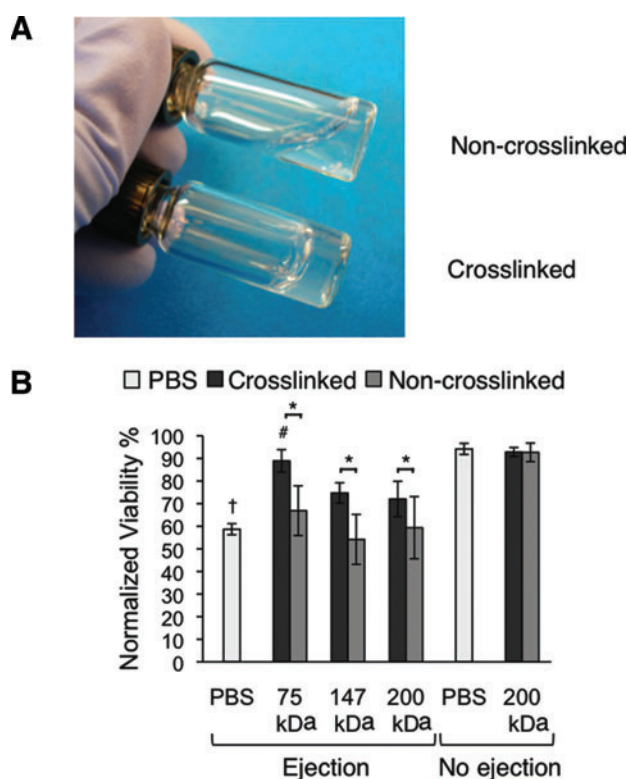 A
Non-crosslinked
Crosslinked
B
PBS Crosslinked Non-crosslinked
Normalized Viability %
100
90
80
70
60
50
40
30
20
10
0
†
#
*
*
*
PBS 75 kDa 147 kDa 200 kDa PBS 200 kDa
Ejection No ejection